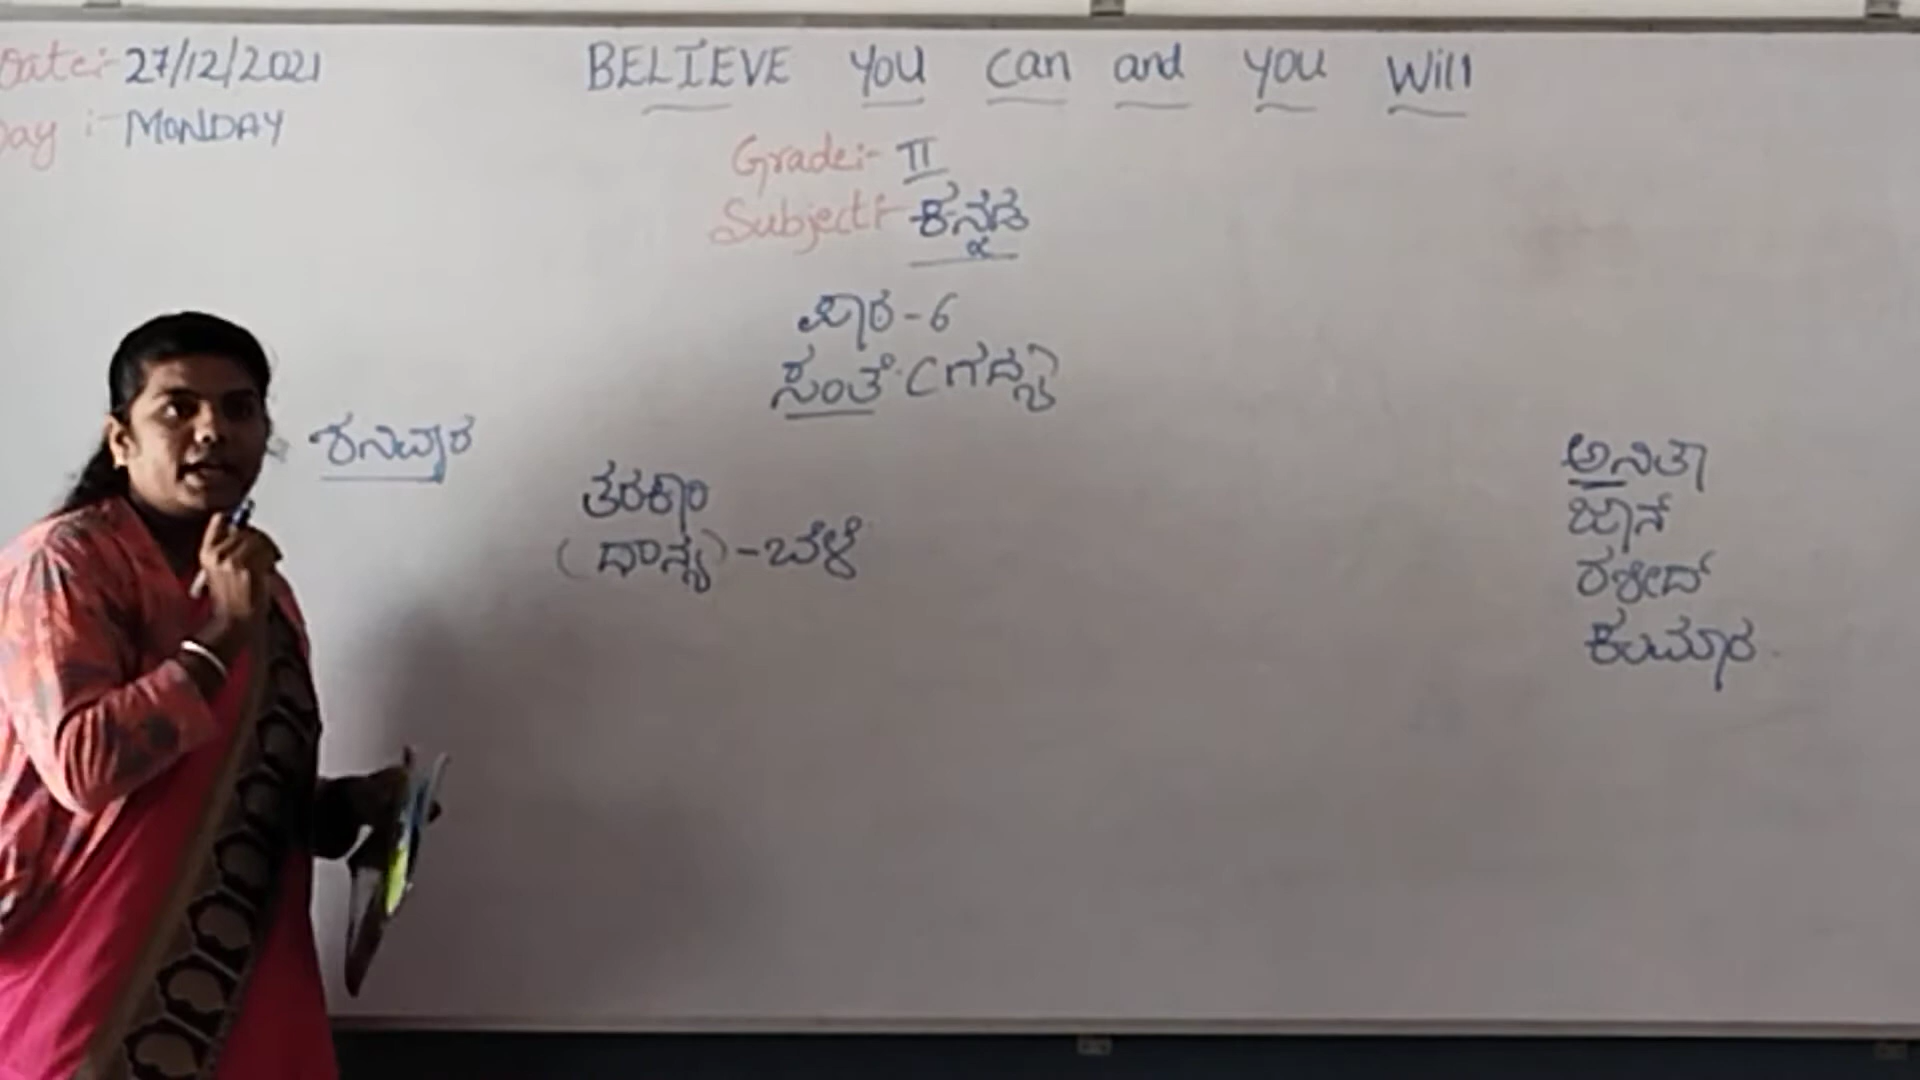 Date:- 27/12/2021
BELIEVE YOU can and YOU Will
Day :- MONDAY
Grade:- II
Subject:- ಕನ್ನಡ
ಪಾಠ-6
ಸಂತೆ (ಗದ್ಯ)
ಶನಿವಾರ
ತರಕಾರಿ
(ಧಾನ್ಯ) - ಬೇಳೆ
ಅನಿತಾ
ಜಾನ್
ರಶೀದ್
ಕುಮಾರ